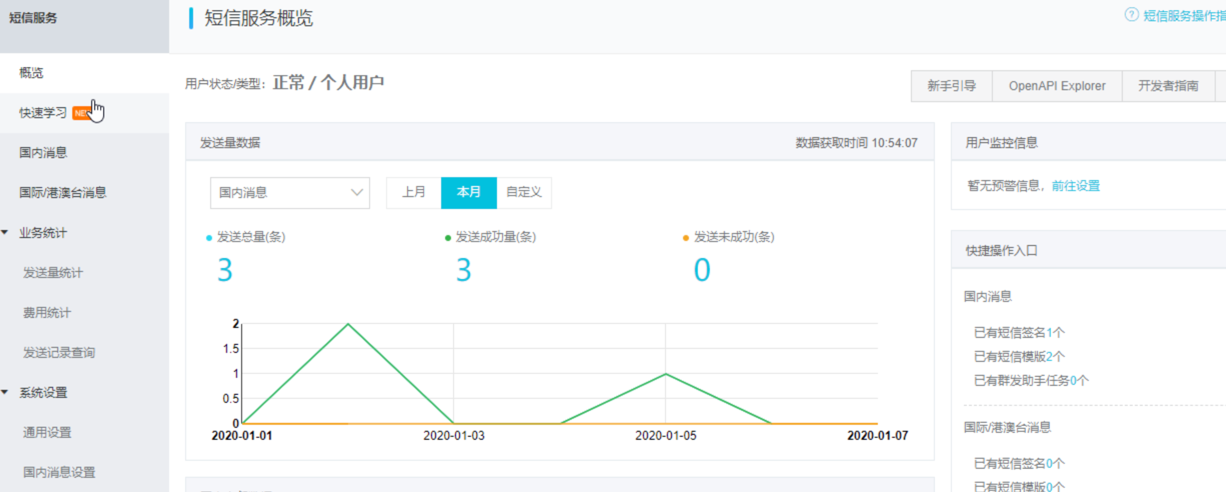 短信服务
概览
快速学习 NEW
国内消息
国际/港澳台消息
业务统计
发送量统计
费用统计
发送记录查询
系统设置
通用设置
国内消息设置
短信服务概览
短信服务操作指
用户状态/类型: 正常 / 个人用户
新手引导 OpenAPI Explorer 开发者指南
发送量数据 数据获取时间 10:54:07
国内消息 上月 本月 自定义
发送总量(条) 发送成功量(条) 发送未成功(条)
3 3 0
2
1.5
1
0.5
0
2020-01-01 2020-01-03 2020-01-05 2020-01-07
用户监控信息
暂无预警信息，前往设置
快捷操作入口
国内消息
已有短信签名1个
已有短信模版2个
已有群发助手任务0个
国际/港澳台消息
已有短信签名0个
已有短信模版0个